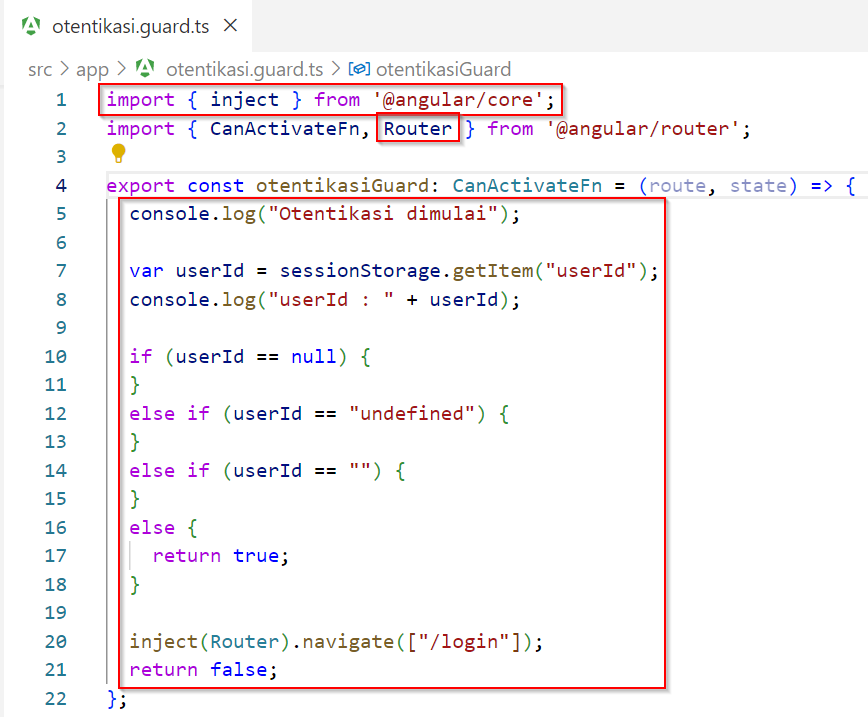 otentikasi.guard.ts
src > app > otentikasi.guard.ts > otentikasiGuard
1 import { inject } from '@angular/core';
2 import { CanActivateFn, Router } from '@angular/router';
3
4 export const otentikasiGuard: CanActivateFn = (route, state) => {
5 console.log("Otentikasi dimulai");
6
7 var userId = sessionStorage.getItem("userId");
8 console.log("userId : " + userId);
9
10 if (userId == null) {
11 }
12 else if (userId == "undefined") {
13 }
14 else if (userId == "") {
15 }
16 else {
17 return true;
18 }
19
20 inject(Router).navigate(["/login"]);
21 return false;
22 };